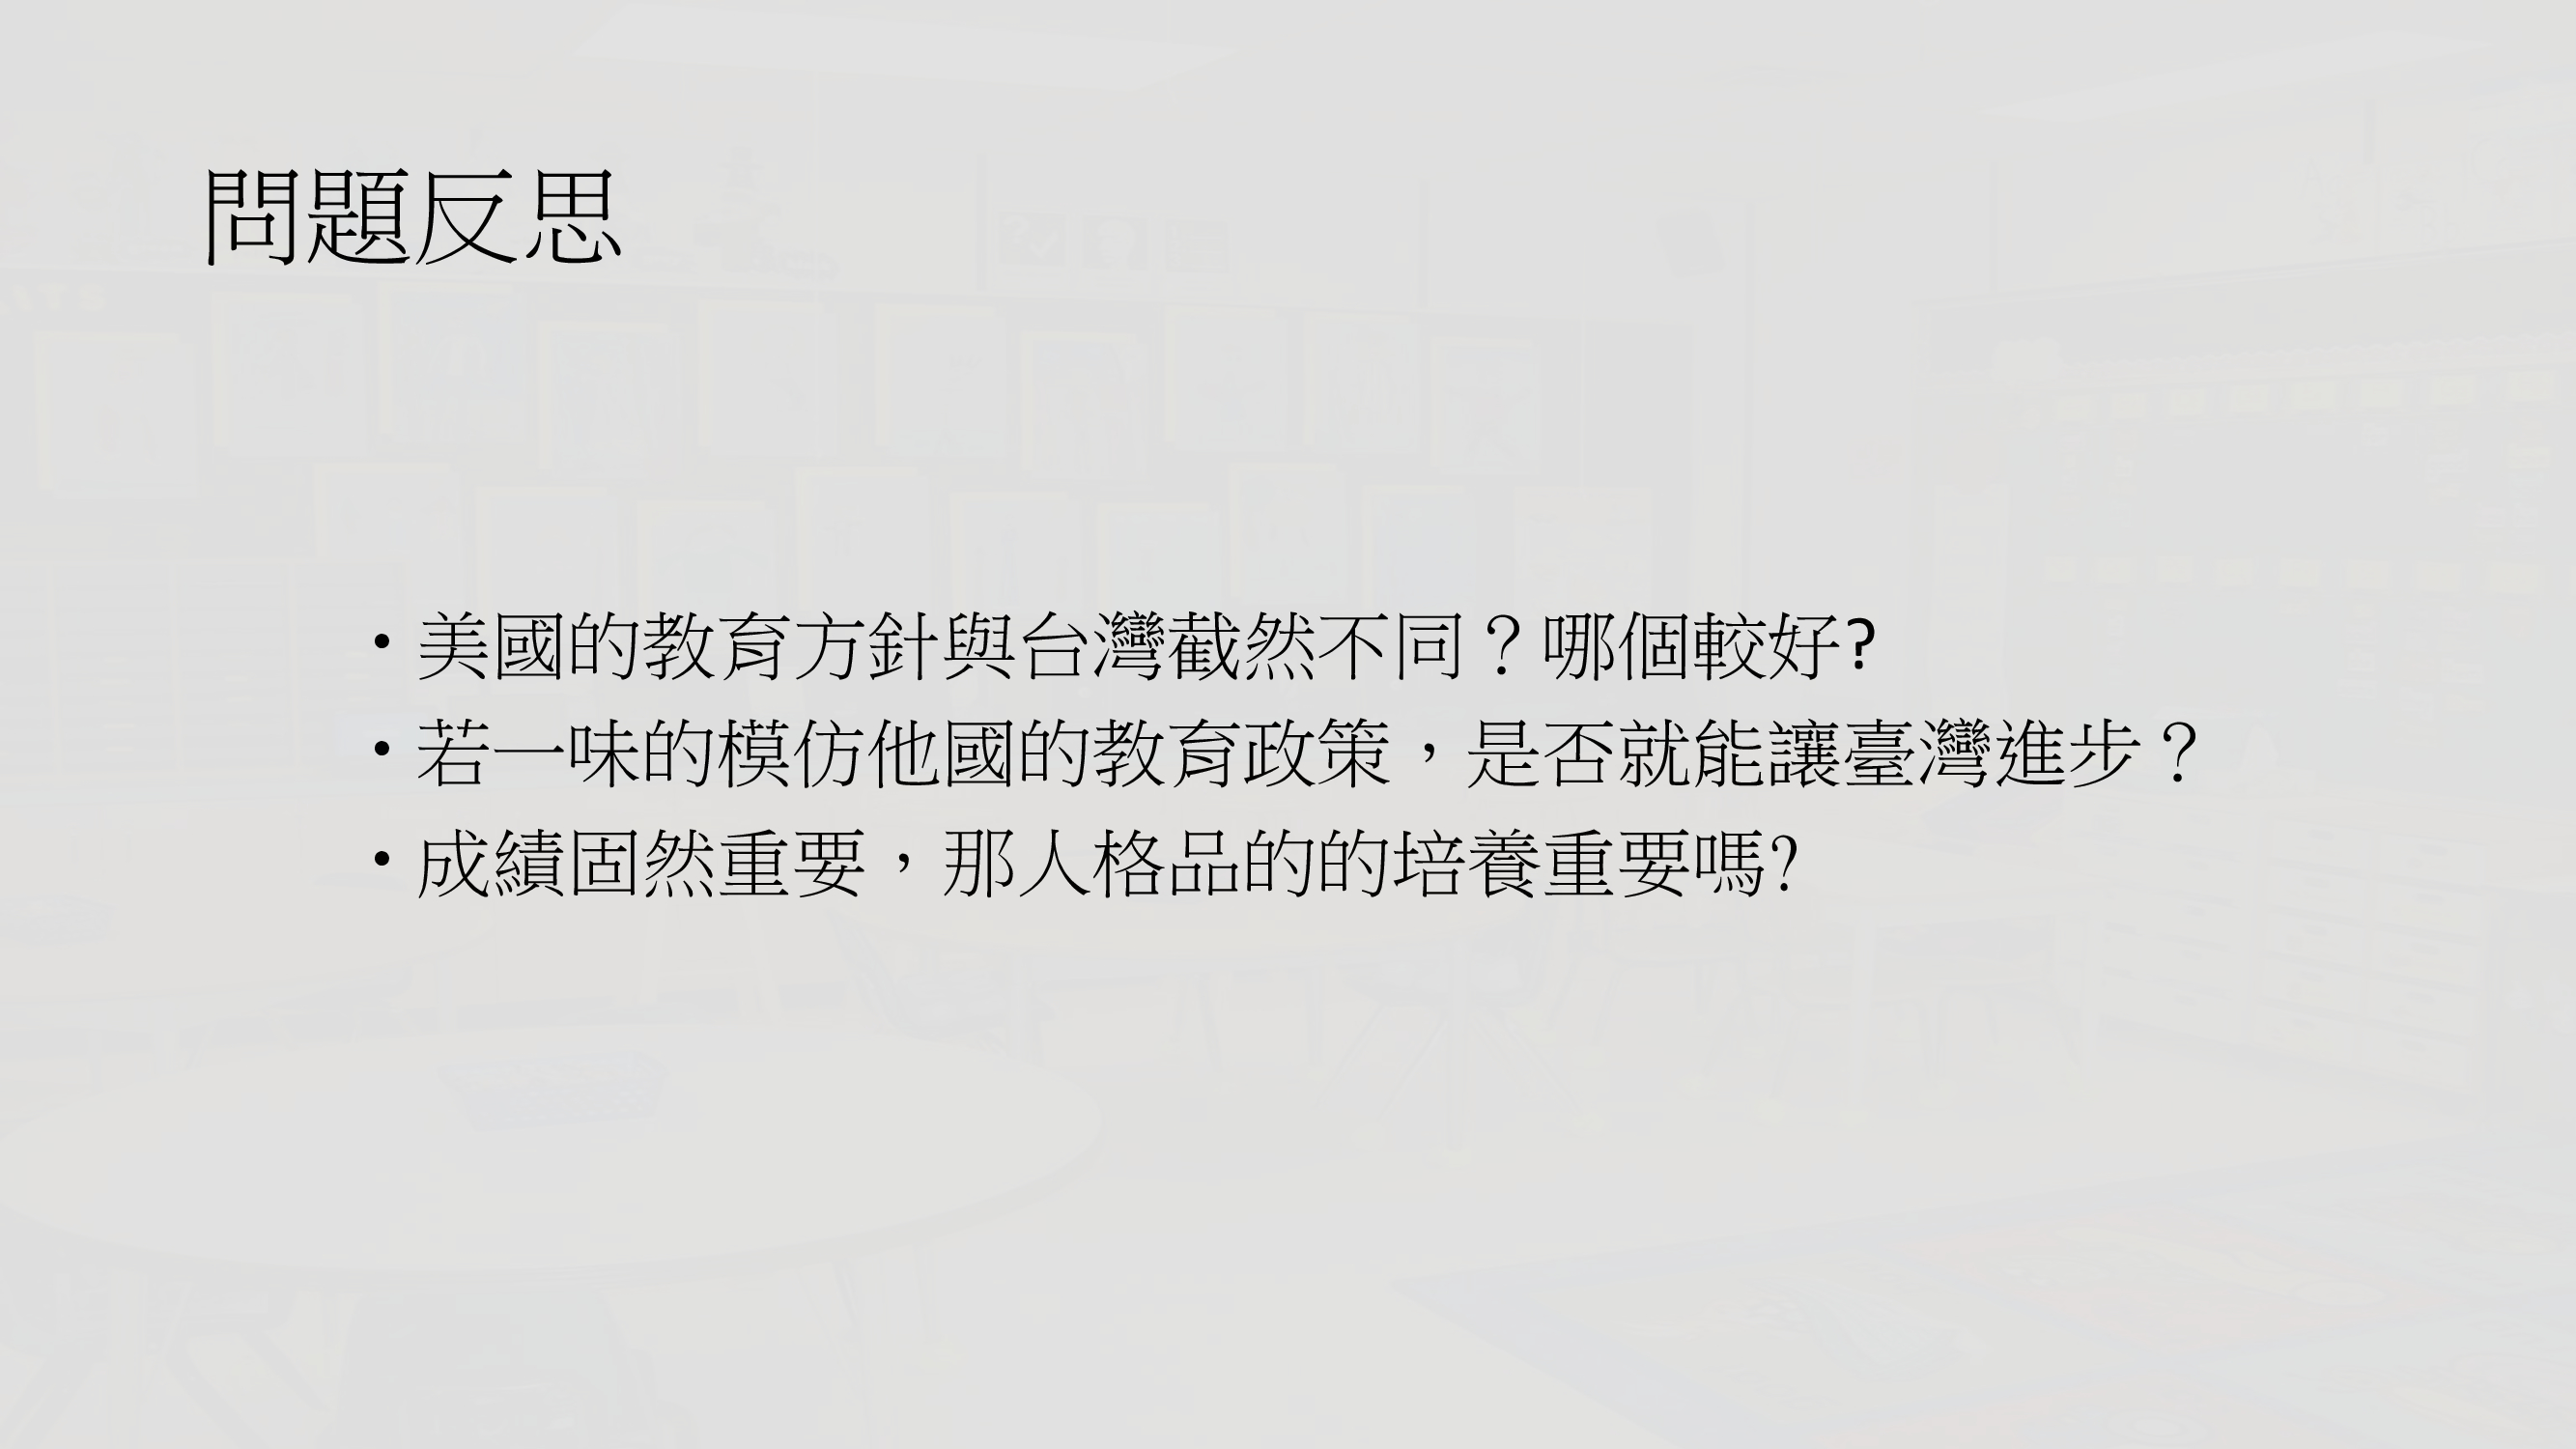 問題反思
• 美國的教育方針與台灣截然不同？哪個較好?
• 若一味的模仿他國的教育政策，是否就能讓臺灣進步？
• 成績固然重要，那人格品的的培養重要嗎?